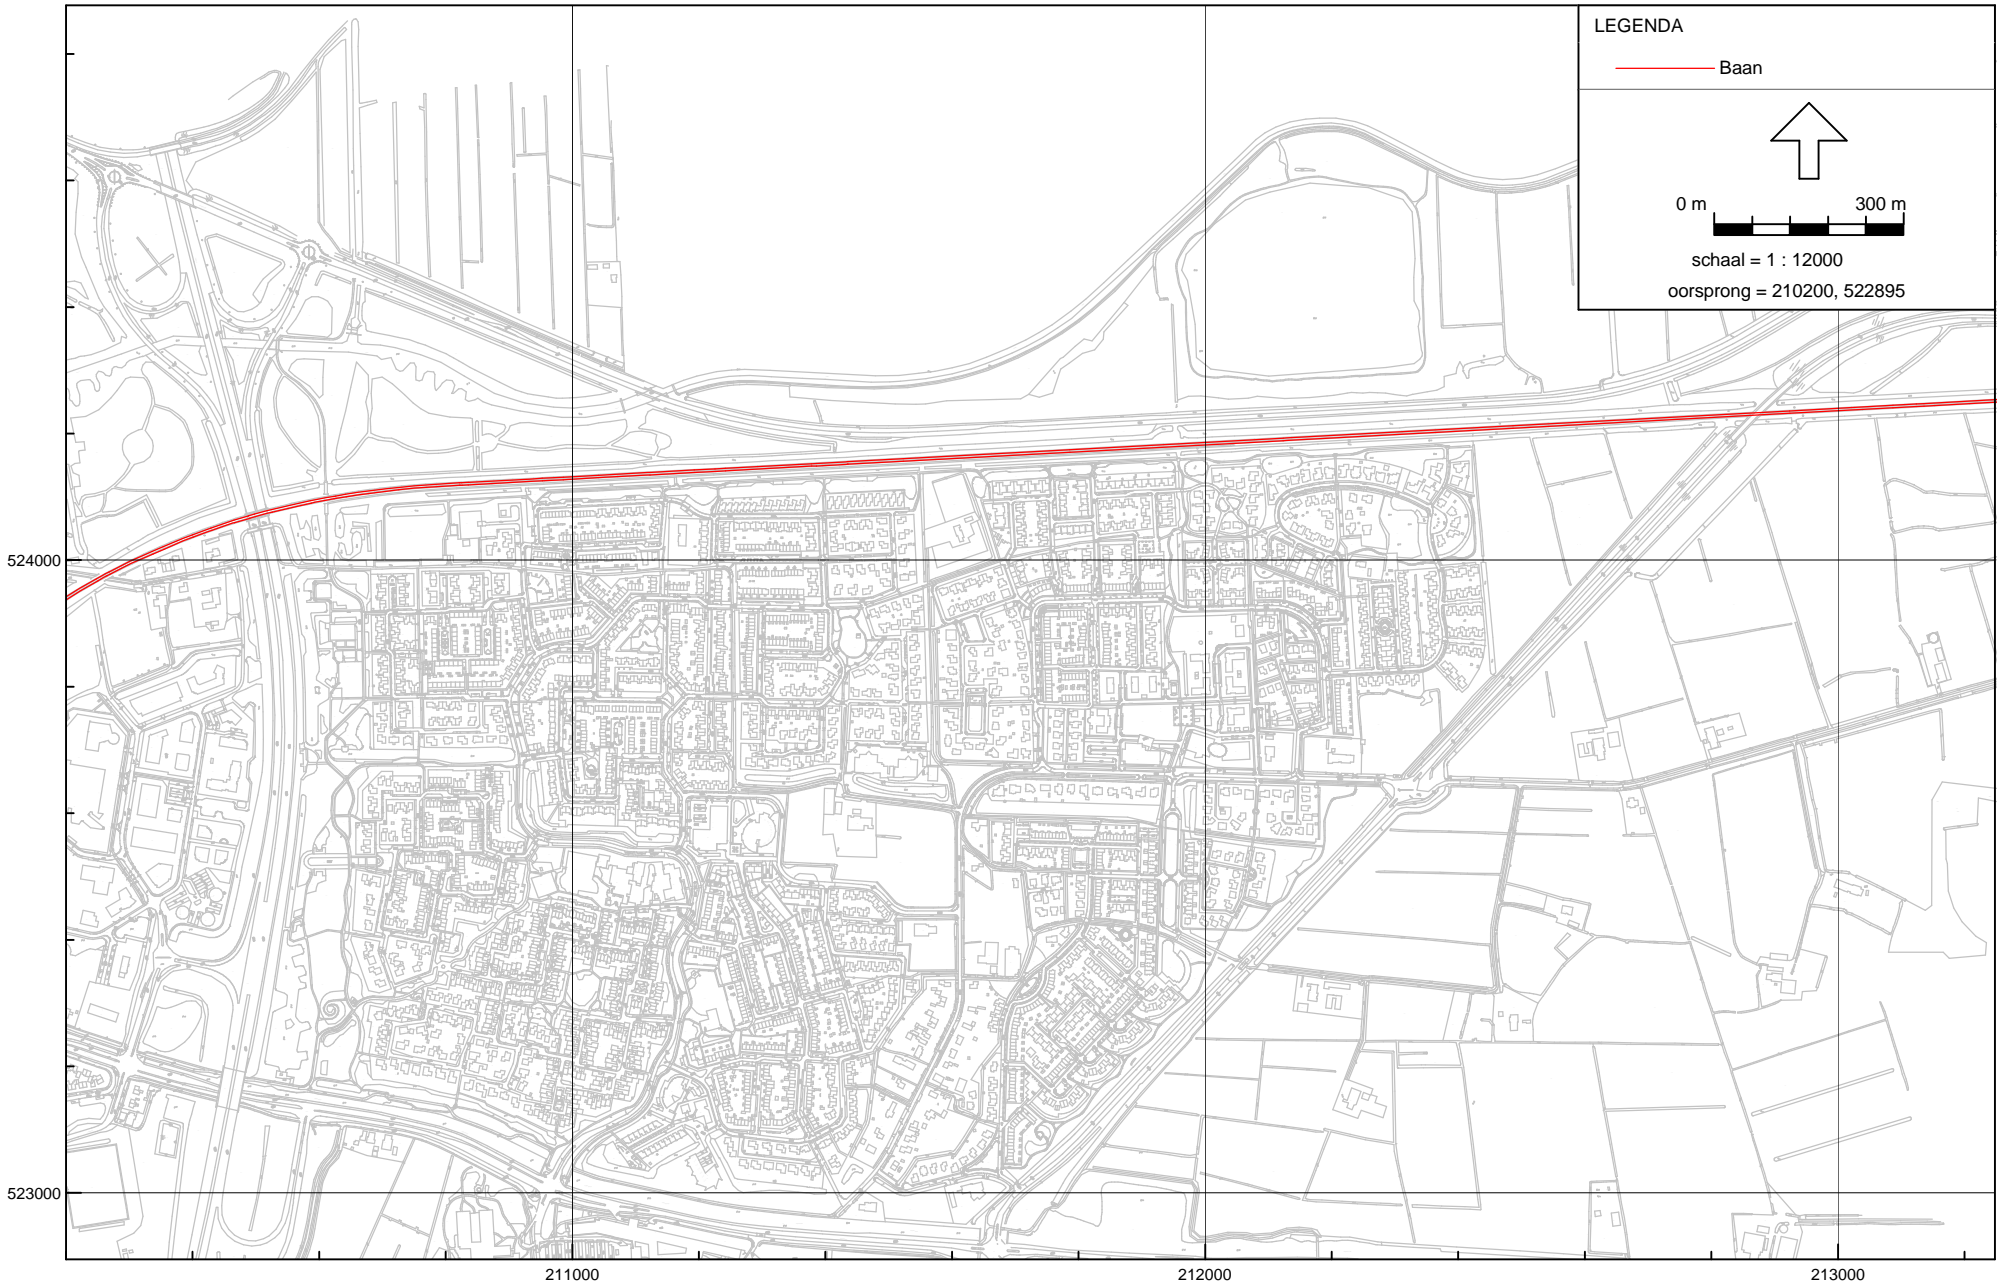 LEGENDA
Baan
0 m 300 m
schaal = 1 : 12000
oorsprong = 210200, 522895
524000
523000
211000 212000 213000